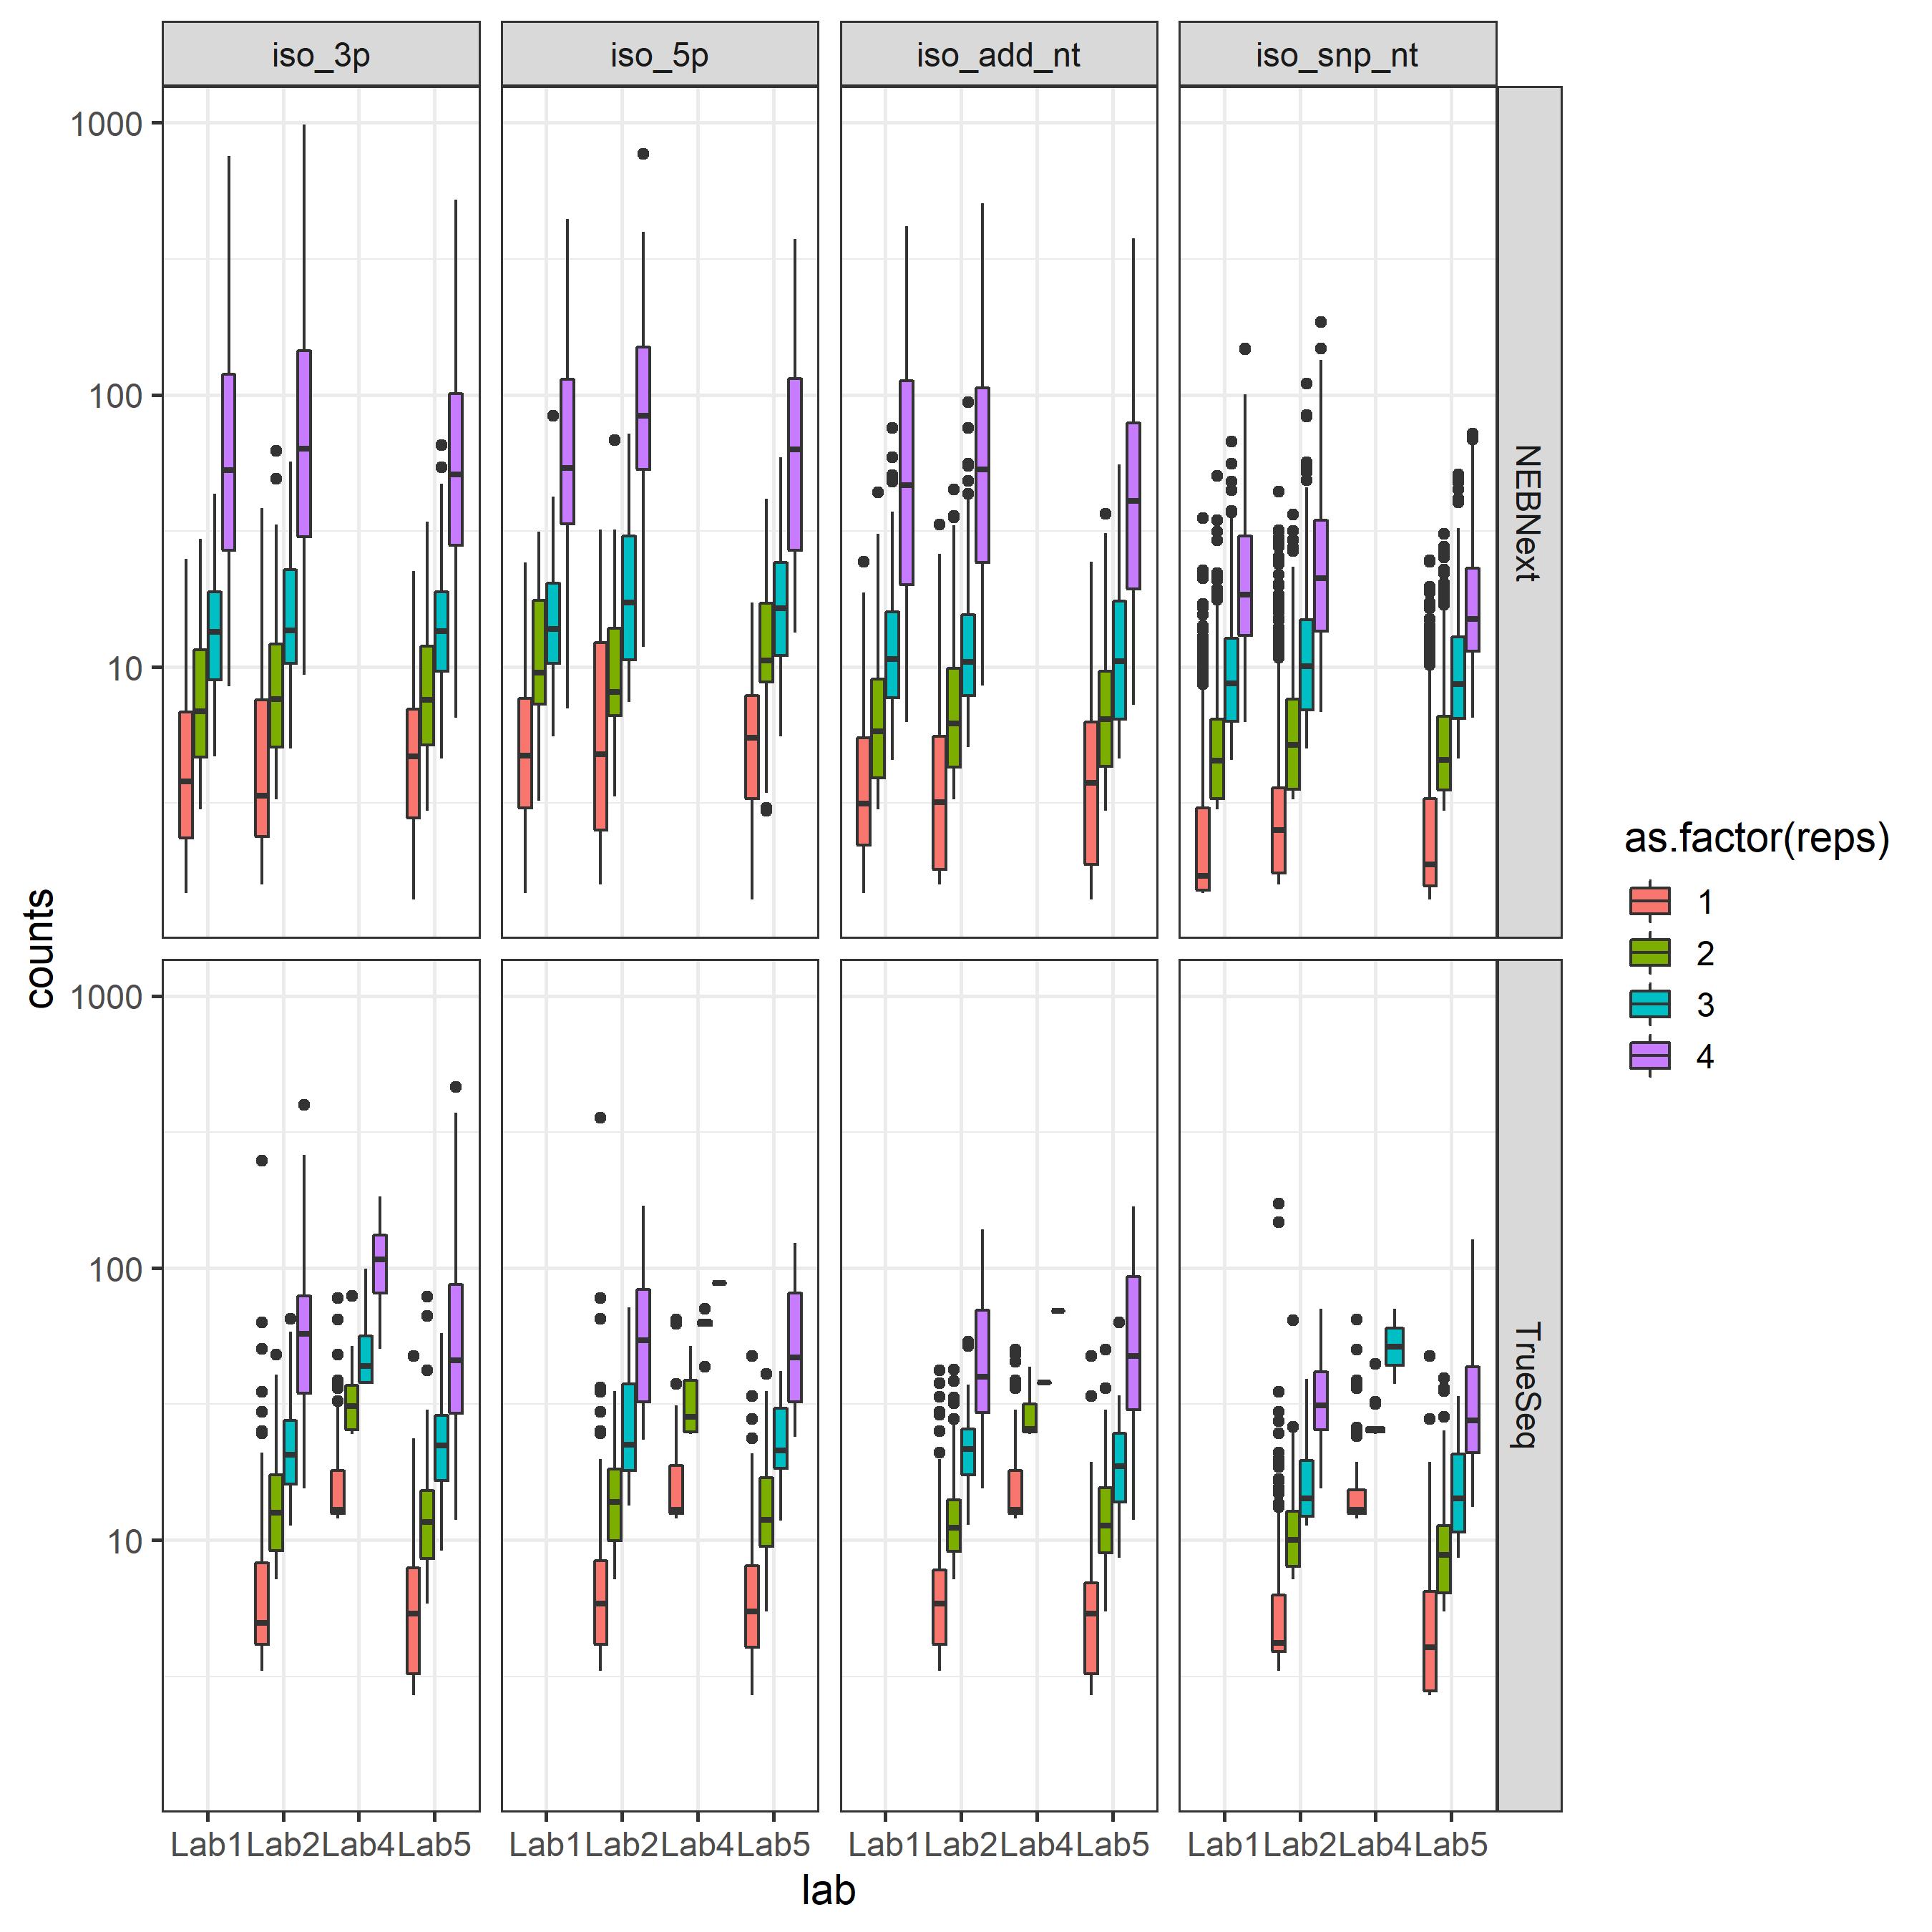 iso_3p iso_5p iso_add_nt iso_snp_nt
1000
100
10
NEBNext
counts
1000
100
10
TrueSeq
Lab1 Lab2 Lab4 Lab5 Lab1 Lab2 Lab4 Lab5 Lab1 Lab2 Lab4 Lab5 Lab1 Lab2 Lab4 Lab5
lab
as.factor(reps)
1
2
3
4